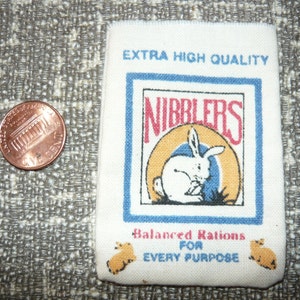 EXTRA HIGH QUALITY
NIBBLERS
Balanced Rations
FOR
EVERY PURPOSE